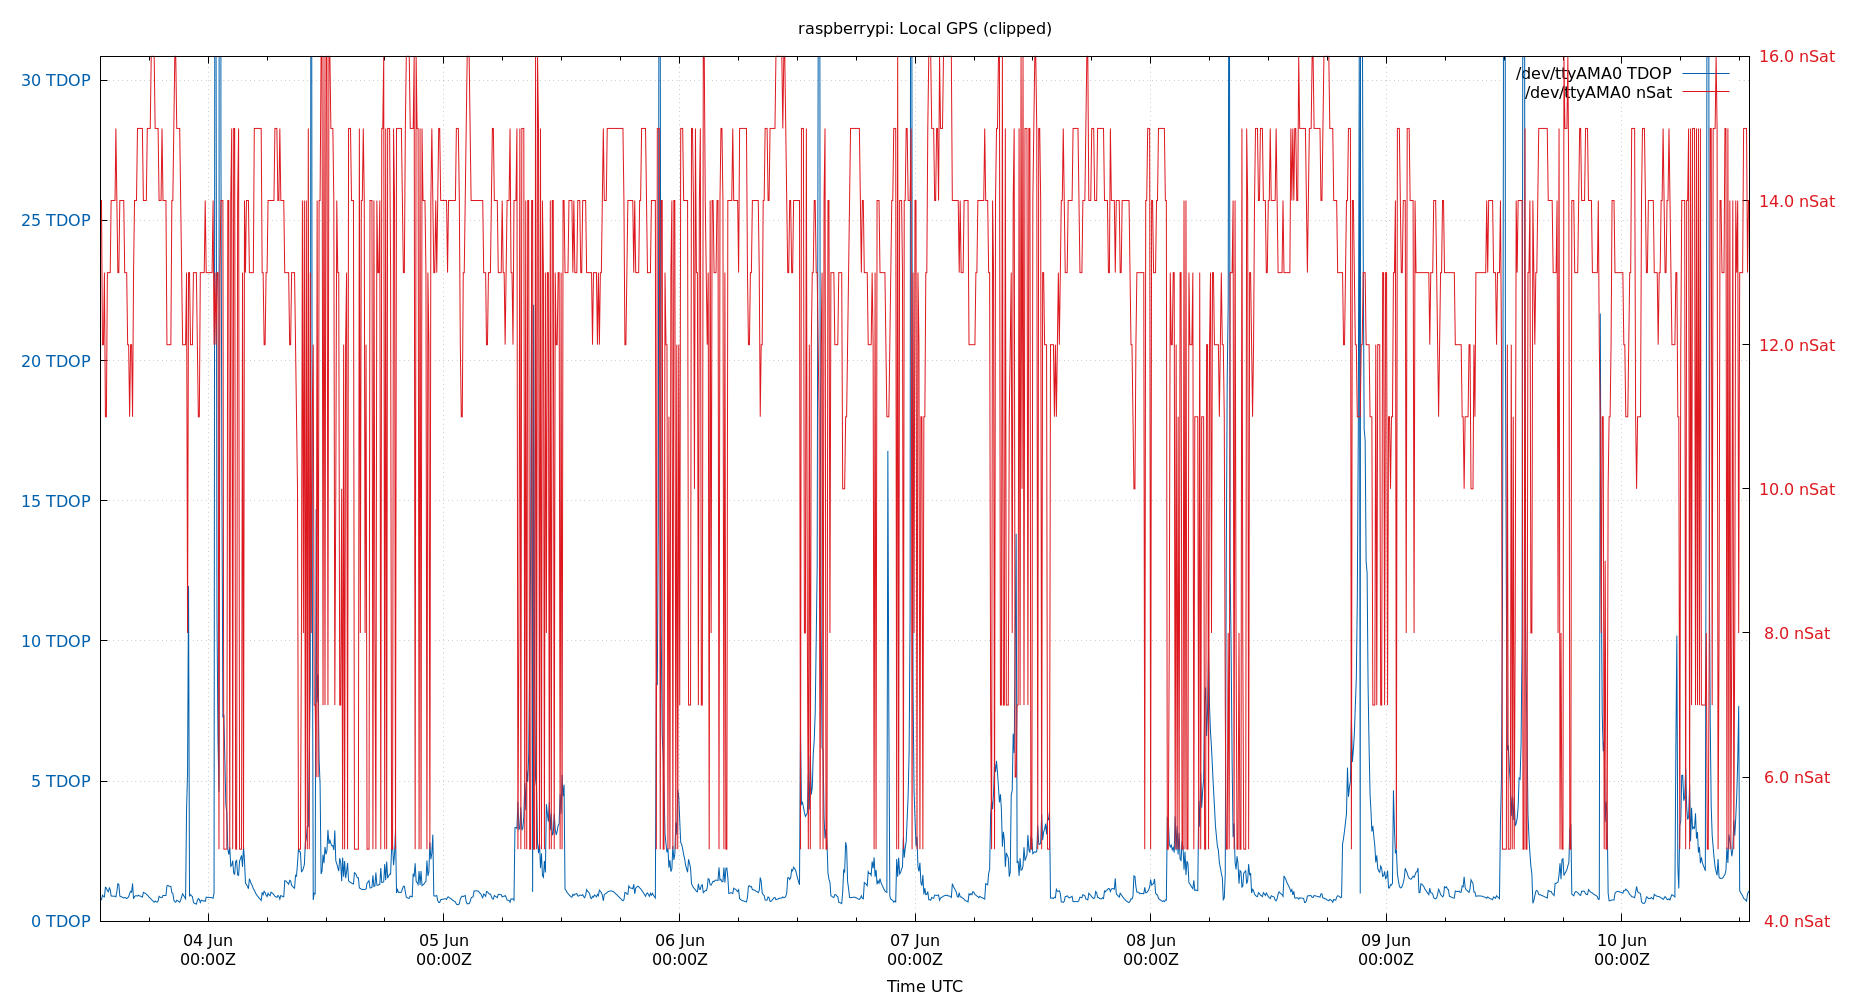 raspberrypi: Local GPS (clipped)
30 TDOP
25 TDOP
20 TDOP
15 TDOP
10 TDOP
5 TDOP
0 TDOP
16.0 nSat
14.0 nSat
12.0 nSat
10.0 nSat
8.0 nSat
6.0 nSat
4.0 nSat
/dev/ttyAMA0 TDOP
/dev/ttyAMA0 nSat
04 Jun
00:00Z
05 Jun
00:00Z
06 Jun
00:00Z
07 Jun
00:00Z
08 Jun
00:00Z
09 Jun
00:00Z
10 Jun
00:00Z
Time UTC